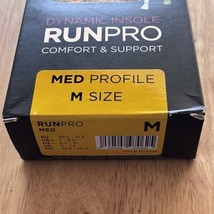 DYNAMIC INSOLE
RUNPRO
COMFORT & SUPPORT
MED PROFILE
M SIZE
RUNPRO
MED
M